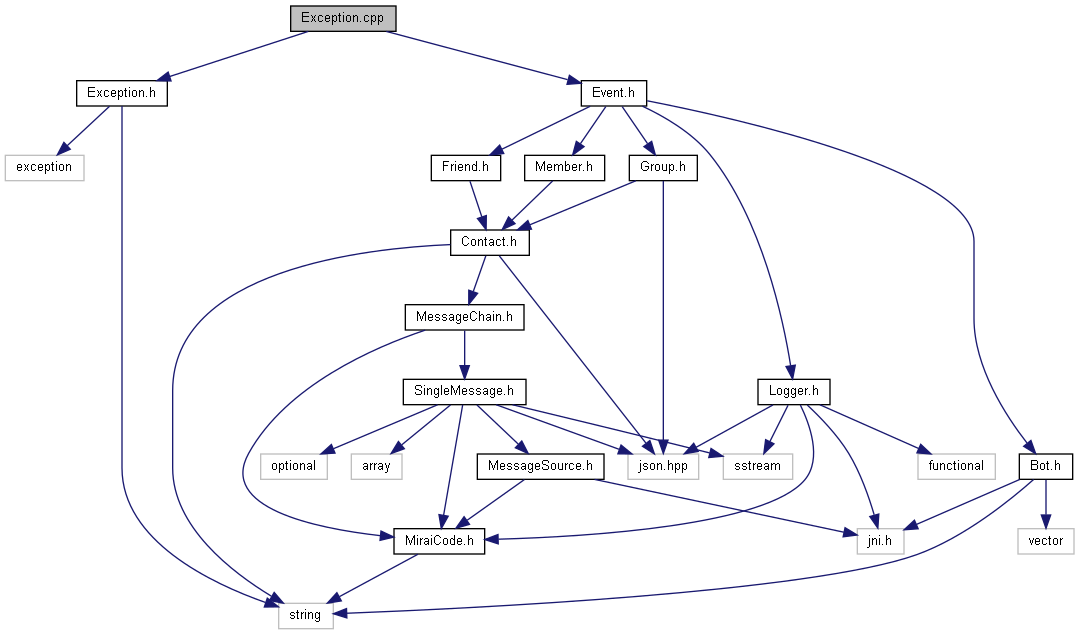 Exception.cpp
Exception.h
Event.h
exception
Friend.h
Member.h
Group.h
Contact.h
MessageChain.h
SingleMessage.h
Logger.h
optional
array
MessageSource.h
json.hpp
sstream
functional
Bot.h
MiraiCode.h
jni.h
vector
string